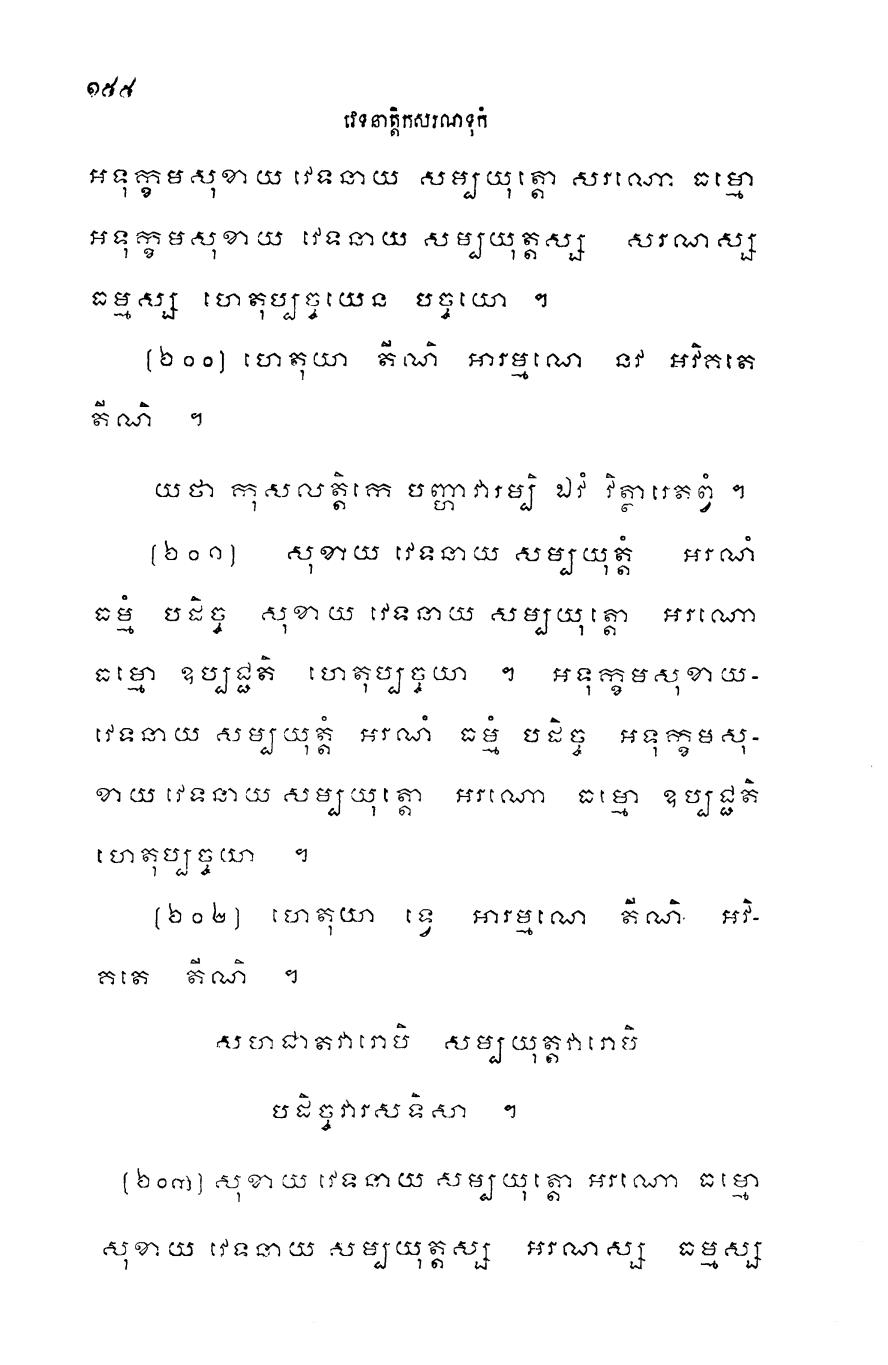 ១៥៥
វេទនាត្តិកសរណទុកំ
អទុក្ខមសុខាយ វេទនាយ សម្បយុត្តោ សរណោ ធម្មោ
អទុក្ខមសុខាយ វេទនាយ សម្បយុត្តស្ស សរណស្ស
ធម្មស្ស ហេតុប្បច្ចយេន បច្ចយោ ។
(២០០) ហេតុយា តីណិ អារម្មណេ នវ អវិគតេ
តីណិ ។
យថា កុសលត្តិកេ បញ្ហាវារម្បិ ឯវំ វិត្ថារេតព្វំ ។
(២០១) សុខាយ វេទនាយ សម្បយុត្តំ អរណំ
ធម្មំ បដិច្ច សុខាយ វេទនាយ សម្បយុត្តោ អរណោ
ធម្មោ ឧប្បជ្ជតិ ហេតុប្បច្ចយា ។ អទុក្ខមសុខាយ-
វេទនាយ សម្បយុត្តំ អរណំ ធម្មំ បដិច្ច អទុក្ខមសុ-
ខាយ វេទនាយ សម្បយុត្តោ អរណោ ធម្មោ ឧប្បជ្ជតិ
ហេតុប្បច្ចយា ។
(២០២) ហេតុយា ទ្វេ អារម្មណេ តីណិ អវិ-
គតេ តីណិ ។
សហជាតវារោបិ សម្បយុត្តវារោបិ
បដិច្ចវារសទិសា ។
(២០៣) សុខាយ វេទនាយ សម្បយុត្តោ អរណោ ធម្មោ
សុខាយ វេទនាយ សម្បយុត្តស្ស អរណស្ស ធម្មស្ស